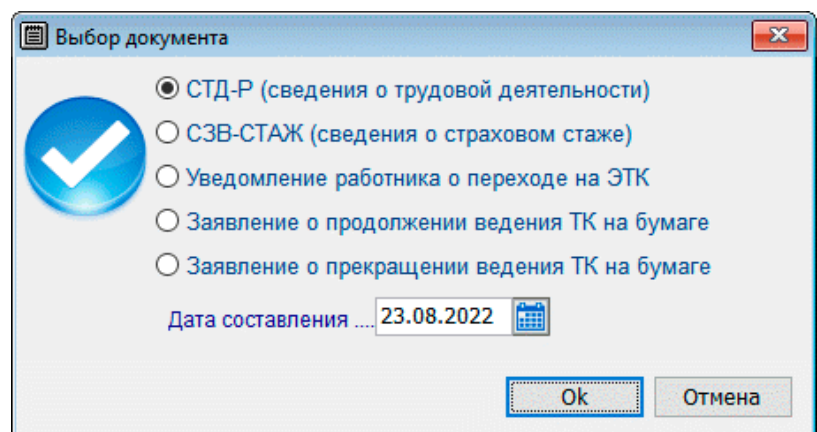 Выбор документа
СТД-Р (сведения о трудовой деятельности)
СЗВ-СТАЖ (сведения о страховом стаже)
Уведомление работника о переходе на ЭТК
Заявление о продолжении ведения ТК на бумаге
Заявление о прекращении ведения ТК на бумаге
Дата составления ....23.08.2022
Ok Отмена